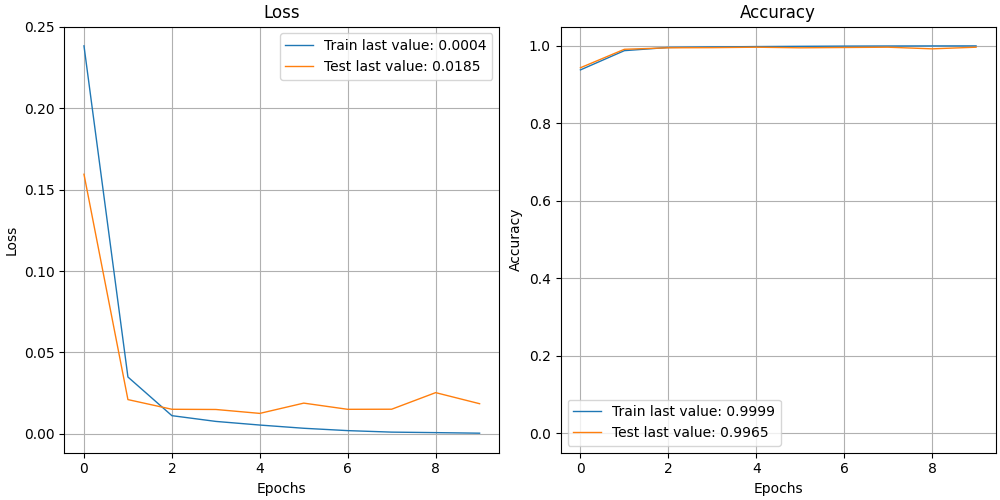 Loss
0.25
0.20
0.15
0.10
0.05
0.00
Loss
Train last value: 0.0004
Test last value: 0.0185
0 2 4 6 8
Epochs
Accuracy
1.0
0.8
0.6
0.4
0.2
0.0
Accuracy
Train last value: 0.9999
Test last value: 0.9965
0 2 4 6 8
Epochs